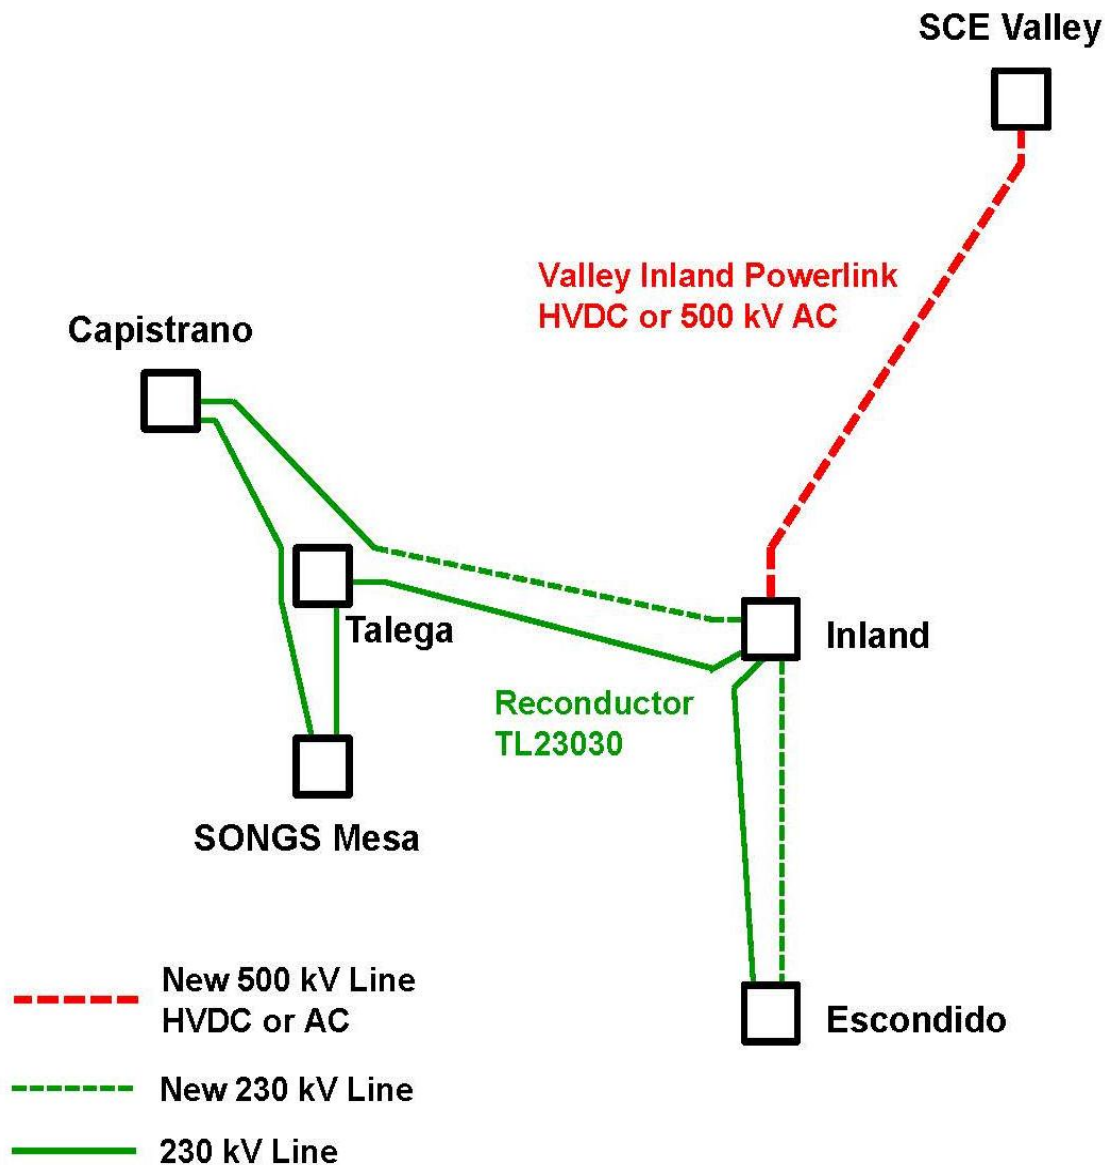 SCE Valley
Valley Inland Powerlink
HVDC or 500 kV AC
Capistrano
Talega
Inland
Reconductor
TL23030
SONGS Mesa
Escondido
New 500 kV Line
HVDC or AC
New 230 kV Line
230 kV Line